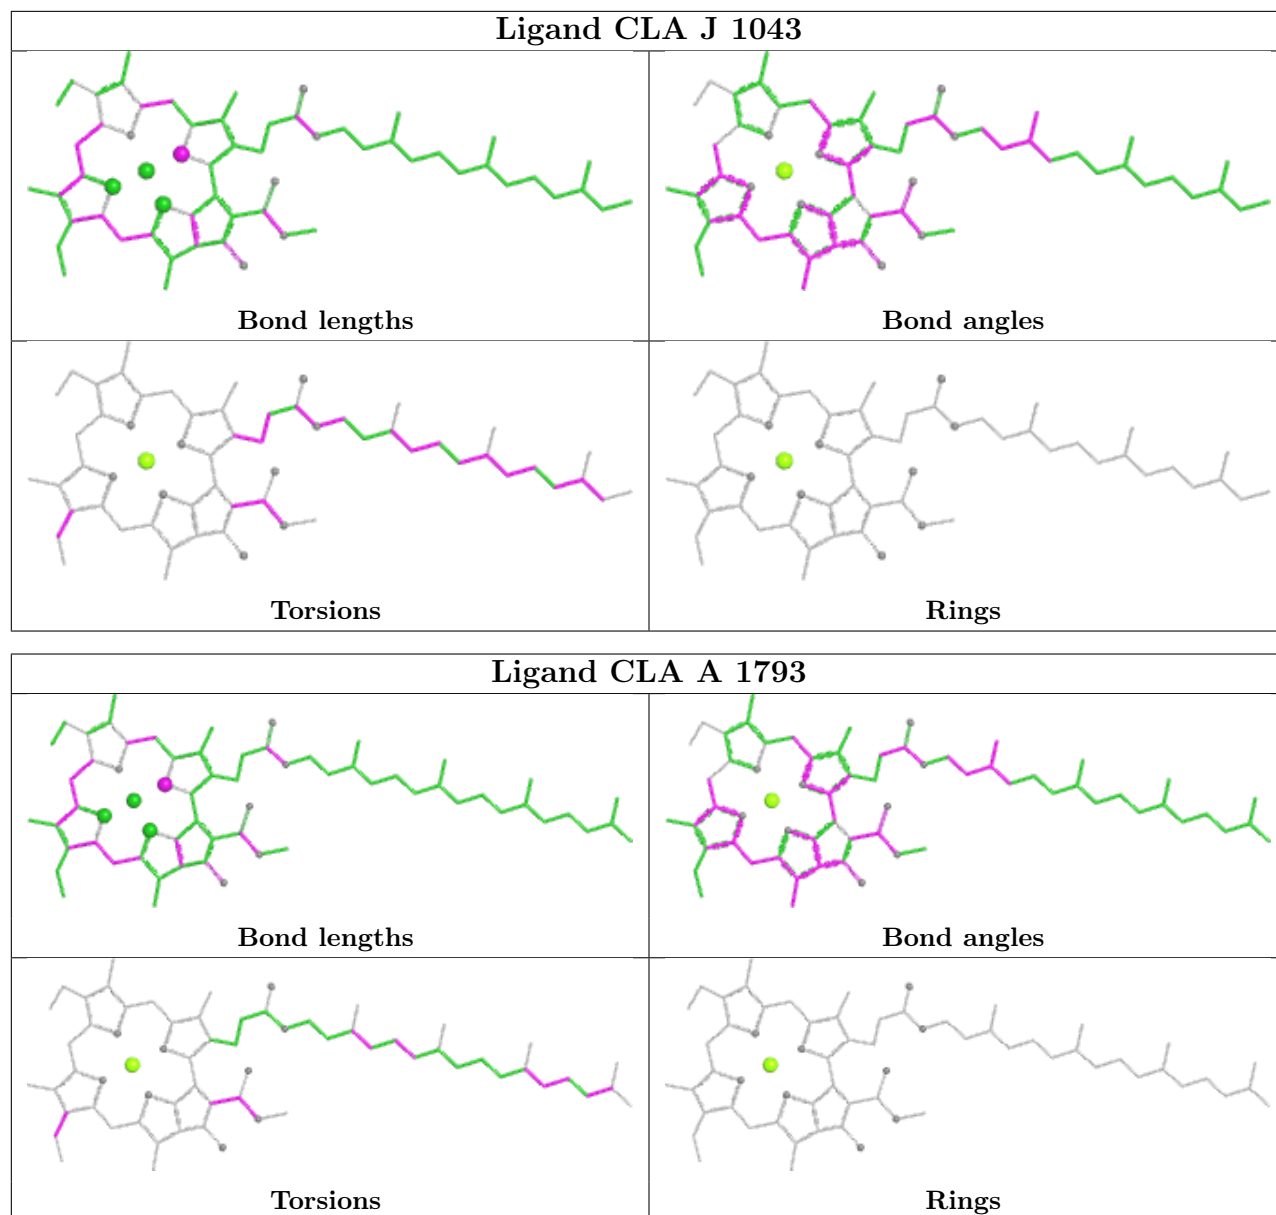 Ligand CLA J 1043
Bond lengths
Bond angles
Torsions
Rings
Ligand CLA A 1793
Bond lengths
Bond angles
Torsions
Rings